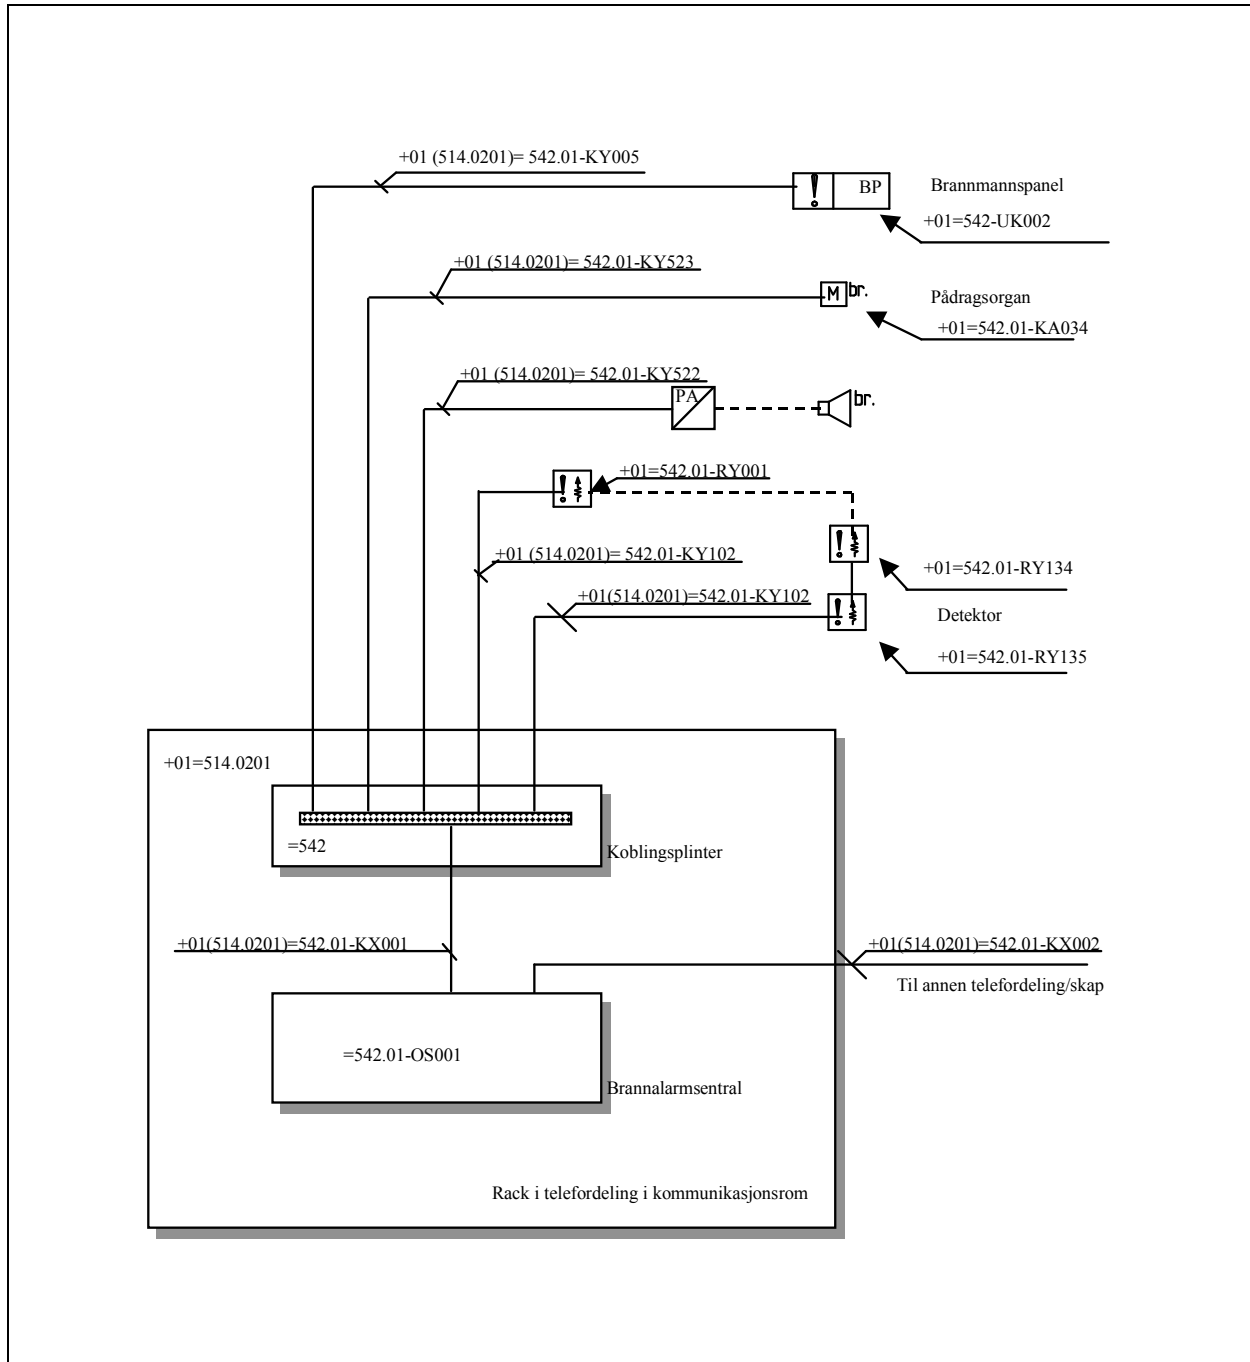 +01 (514.0201)= 542.01-KY005
BP
Brannmannspanel
+01=542-UK002
+01 (514.0201)= 542.01-KY523
M br.
Pådragsorgan
+01=542.01-KA034
+01 (514.0201)= 542.01-KY522
PA
br.
+01=542.01-RY001
+01 (514.0201)= 542.01-KY102
+01=542.01-RY134
+01(514.0201)=542.01-KY102
Detektor
+01=542.01-RY135
+01=514.0201
=542
Koblingsplinter
+01(514.0201)=542.01-KX001
+01(514.0201)=542.01-KX002
Til annen telefordeling/skap
=542.01-OS001
Brannalarmsentral
Rack i telefordeling i kommunikasjonsrom